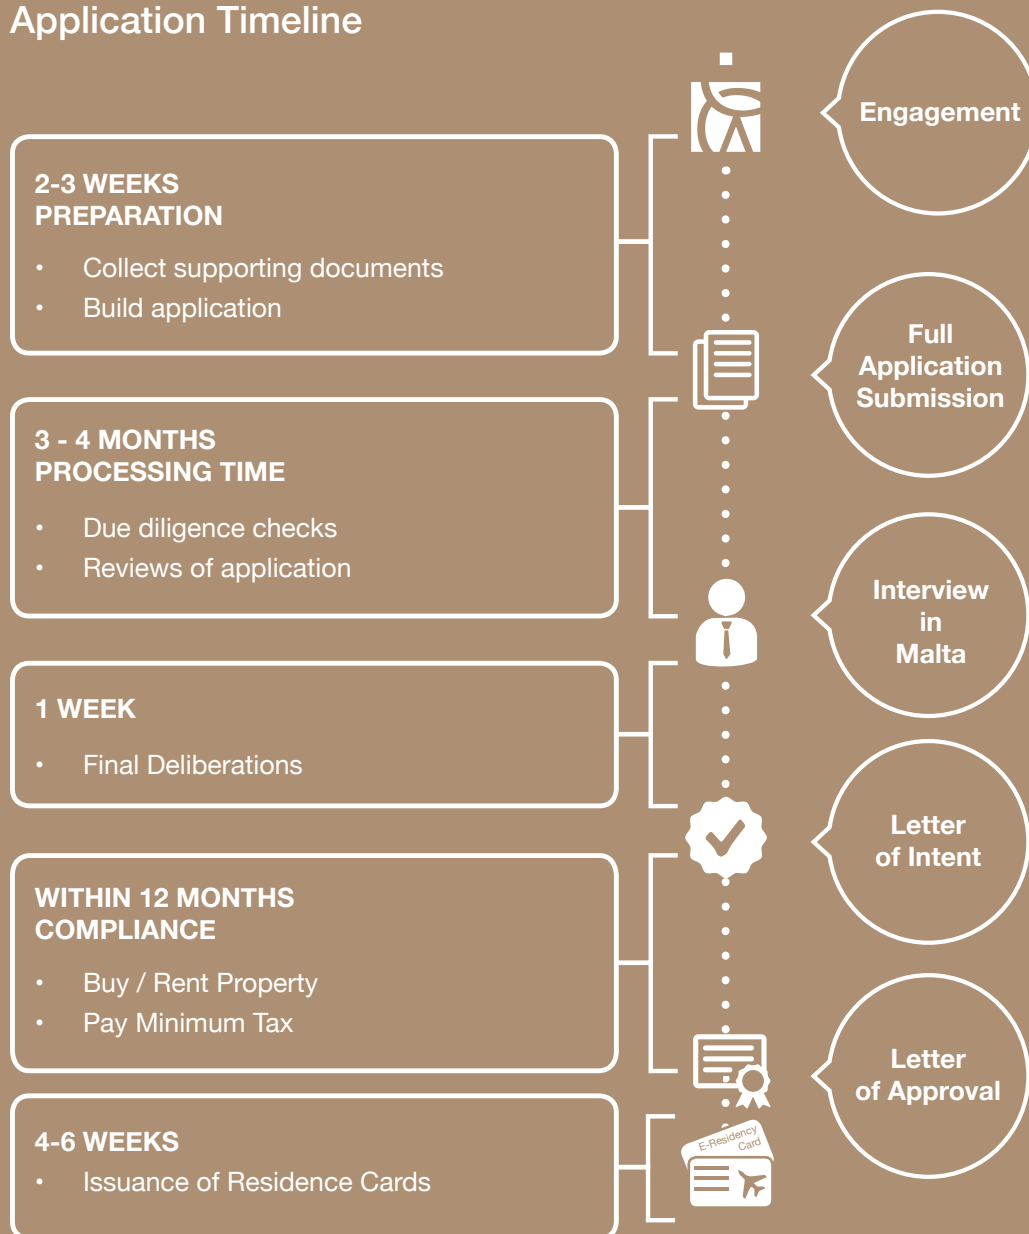 Application Timeline
Engagement
2-3 WEEKS
PREPARATION
• Collect supporting documents
• Build application
Full
Application
Submission
3 - 4 MONTHS
PROCESSING TIME
• Due diligence checks
• Reviews of application
Interview
in
Malta
1 WEEK
• Final Deliberations
Letter
of Intent
WITHIN 12 MONTHS
COMPLIANCE
• Buy / Rent Property
• Pay Minimum Tax
Letter
of Approval
4-6 WEEKS
• Issuance of Residence Cards
E-Residency
Card